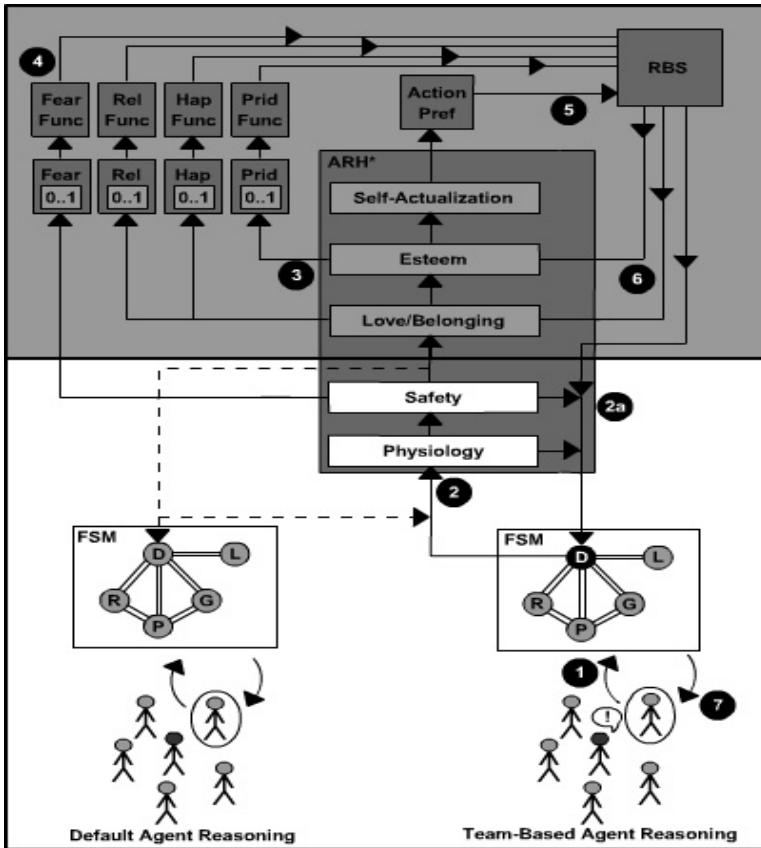 4
RBS
Fear
Func
Rel
Func
Hap
Func
Prid
Func
Action
Pref
5
ARH*
Fear
0..1
Rel
0..1
Hap
0..1
Prid
0..1
Self-Actualization
3
Esteem
6
Love/Belonging
Safety
2a
Physiology
2
FSM
D
L
R
G
P
FSM
D
L
R
G
P
1
!
7
Default Agent Reasoning
Team-Based Agent Reasoning